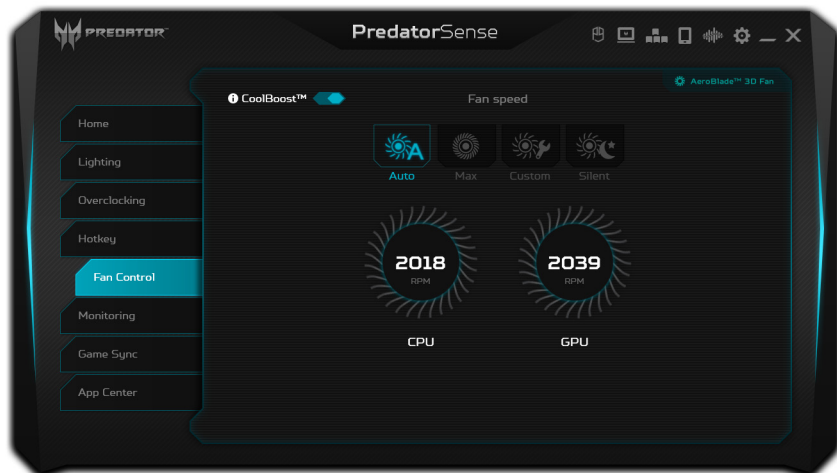 PREDATOR™
PredatorSense
AeroBlade™ 3D Fan
CoolBoost™
Fan speed
Home
Lighting
Overclocking
Hotkey
Fan Control
Monitoring
Game Sync
App Center
Auto
Max
Custom
Silent
2018
RPM
CPU
2039
RPM
GPU